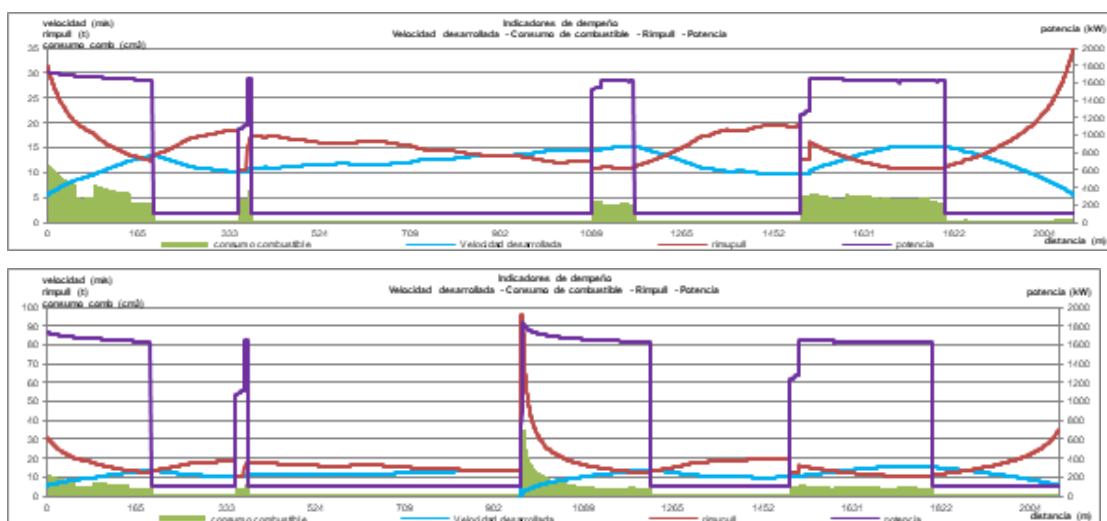 velocidad (m/s)
rimpull (t)
consumo comb (cm3)
Indicadores de dempeño
Velocidad desarrollada - Consumo de combustible - Rimpull - Potencia
potencia (kW)
35
30
25
20
15
10
5
0
2000
1800
1600
1400
1200
1000
800
600
400
200
0
0 165 333 524 709 902 1089 1265 1452 1631 1822 2004
consumo combustible Velocidad desarrollada rimupull potencia distancia (m)
velocidad (m/s)
rimpull (t)
consumo comb (cm3)
Indicadores de dempeño
Velocidad desarrollada - Consumo de combustible - Rimpull - Potencia
potencia (kW)
100
90
80
70
60
50
40
30
20
10
0
2000
1800
1600
1400
1200
1000
800
600
400
200
0
0 165 333 524 709 902 1089 1265 1452 1631 1822 2004
consumo combustible Velocidad desarrollada rimupull potencia distancia (m)